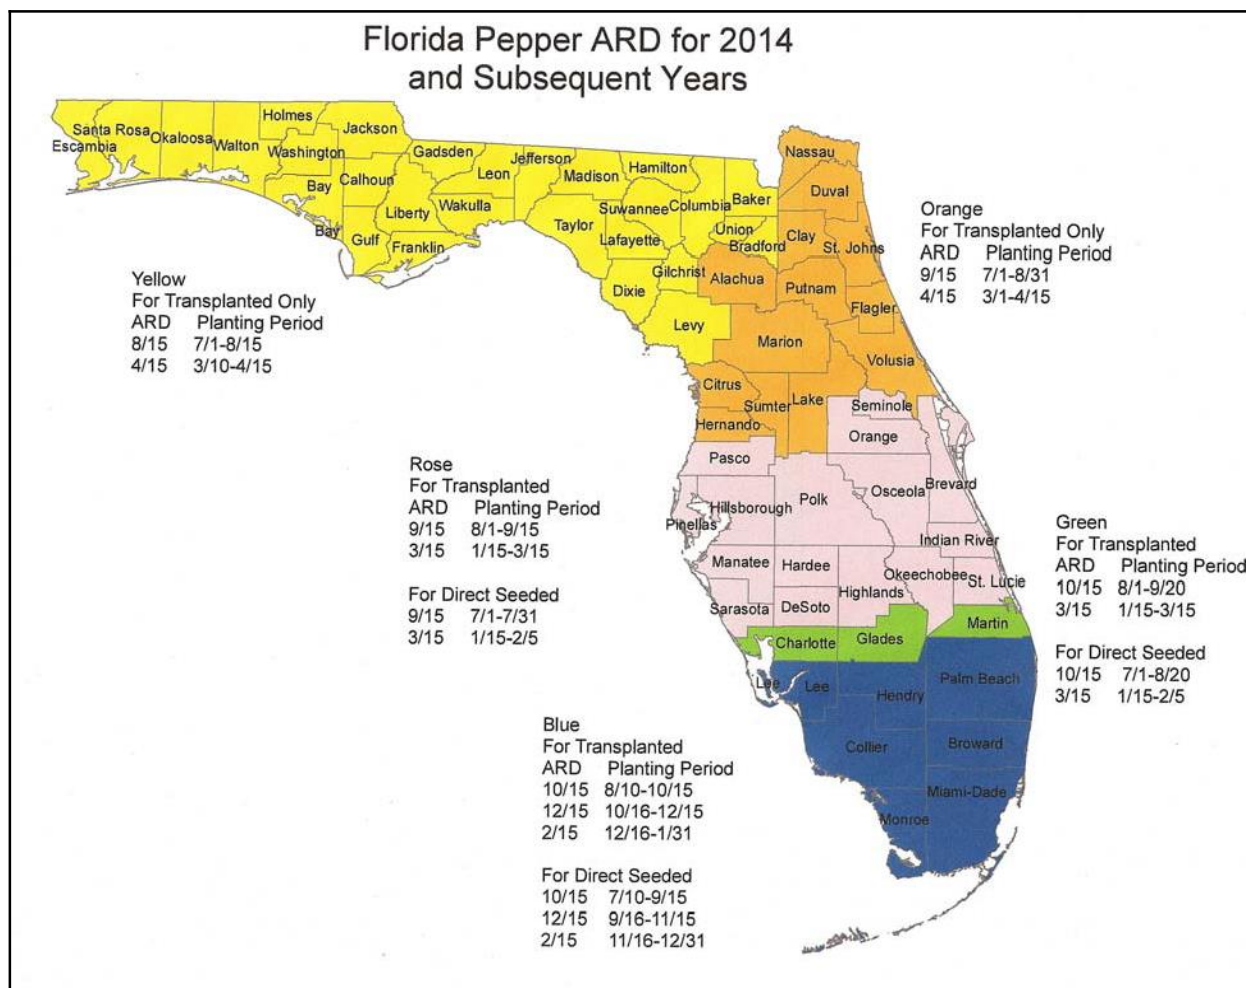 Florida Pepper ARD for 2014
and Subsequent Years
Holmes
Jackson
Santa Rosa
Okaloosa
Walton
Escambia
Washington
Gadsden
Jefferson
Hamilton
Leon
Madison
Bay
Calhoun
Liberty
Wakulla
Suwannee
Columbia
Baker
Nassau
Duval
Taylor
Union
Bradford
Clay
St. Johns
Bay
Gulf
Franklin
Lafayette
Gilchrist
Alachua
Putnam
Dixie
Flagler
Levy
Marion
Volusia
Citrus
Sumter
Lake
Seminole
Hernando
Orange
Pasco
Polk
Osceola
Brevard
Hillsborough
Pinellas
Indian River
Manatee
Hardee
Okeechobee
St. Lucie
Highlands
Sarasota
DeSoto
Martin
Charlotte
Glades
Lee
Lee
Hendry
Palm Beach
Collier
Broward
Miami-Dade
Monroe
Orange
For Transplanted Only
ARD Planting Period
9/15 7/1-8/31
4/15 3/1-4/15
Yellow
For Transplanted Only
ARD Planting Period
8/15 7/1-8/15
4/15 3/10-4/15
Rose
For Transplanted
ARD Planting Period
9/15 8/1-9/15
3/15 1/15-3/15
For Direct Seeded
9/15 7/1-7/31
3/15 1/15-2/5
Green
For Transplanted
ARD Planting Period
10/15 8/1-9/20
3/15 1/15-3/15
For Direct Seeded
10/15 7/1-8/20
3/15 1/15-2/5
Blue
For Transplanted
ARD Planting Period
10/15 8/10-10/15
12/15 10/16-12/15
2/15 12/16-1/31
For Direct Seeded
10/15 7/10-9/15
12/15 9/16-11/15
2/15 11/16-12/31